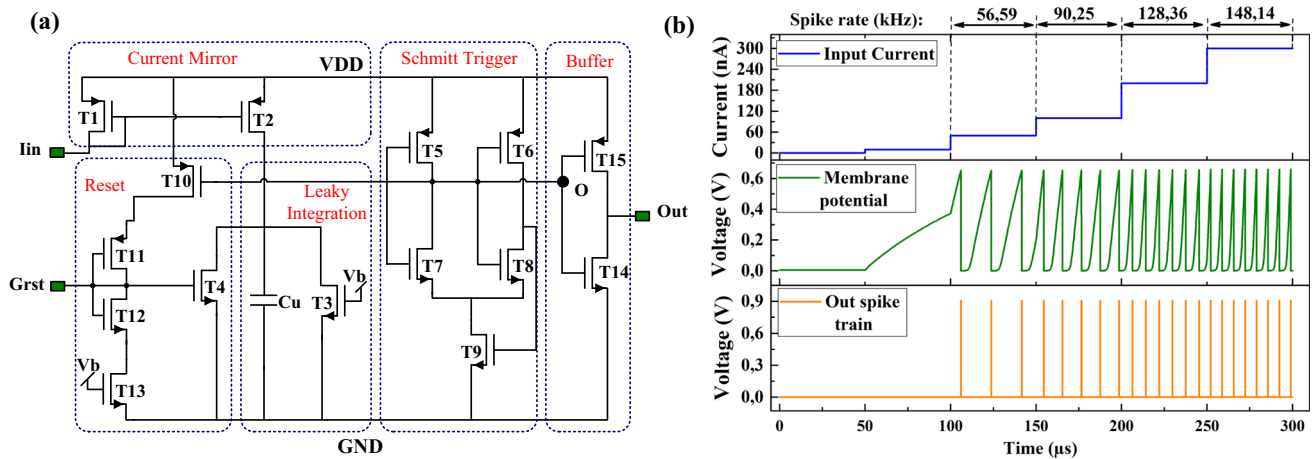 (a)
Current Mirror
VDD
Schmitt Trigger
Buffer
T1
T2
Iin
T5
T6
T15
T10
O
Reset
Leaky
Integration
Out
T11
T7
T8
T14
Grst
T4
Vb
T3
T12
Cu
T9
Vb
T13
GND
(b)
Spike rate (kHz):
56,59
90,25
128,36
148,14
Current (nA)
300
240
180
120
60
0
Input Current
Voltage (V)
0,6
0,4
0,2
0,0
Membrane
potential
Voltage (V)
0,9
0,6
0,3
0,0
Out spike
train
0
50
100
150
200
250
300
Time (µs)